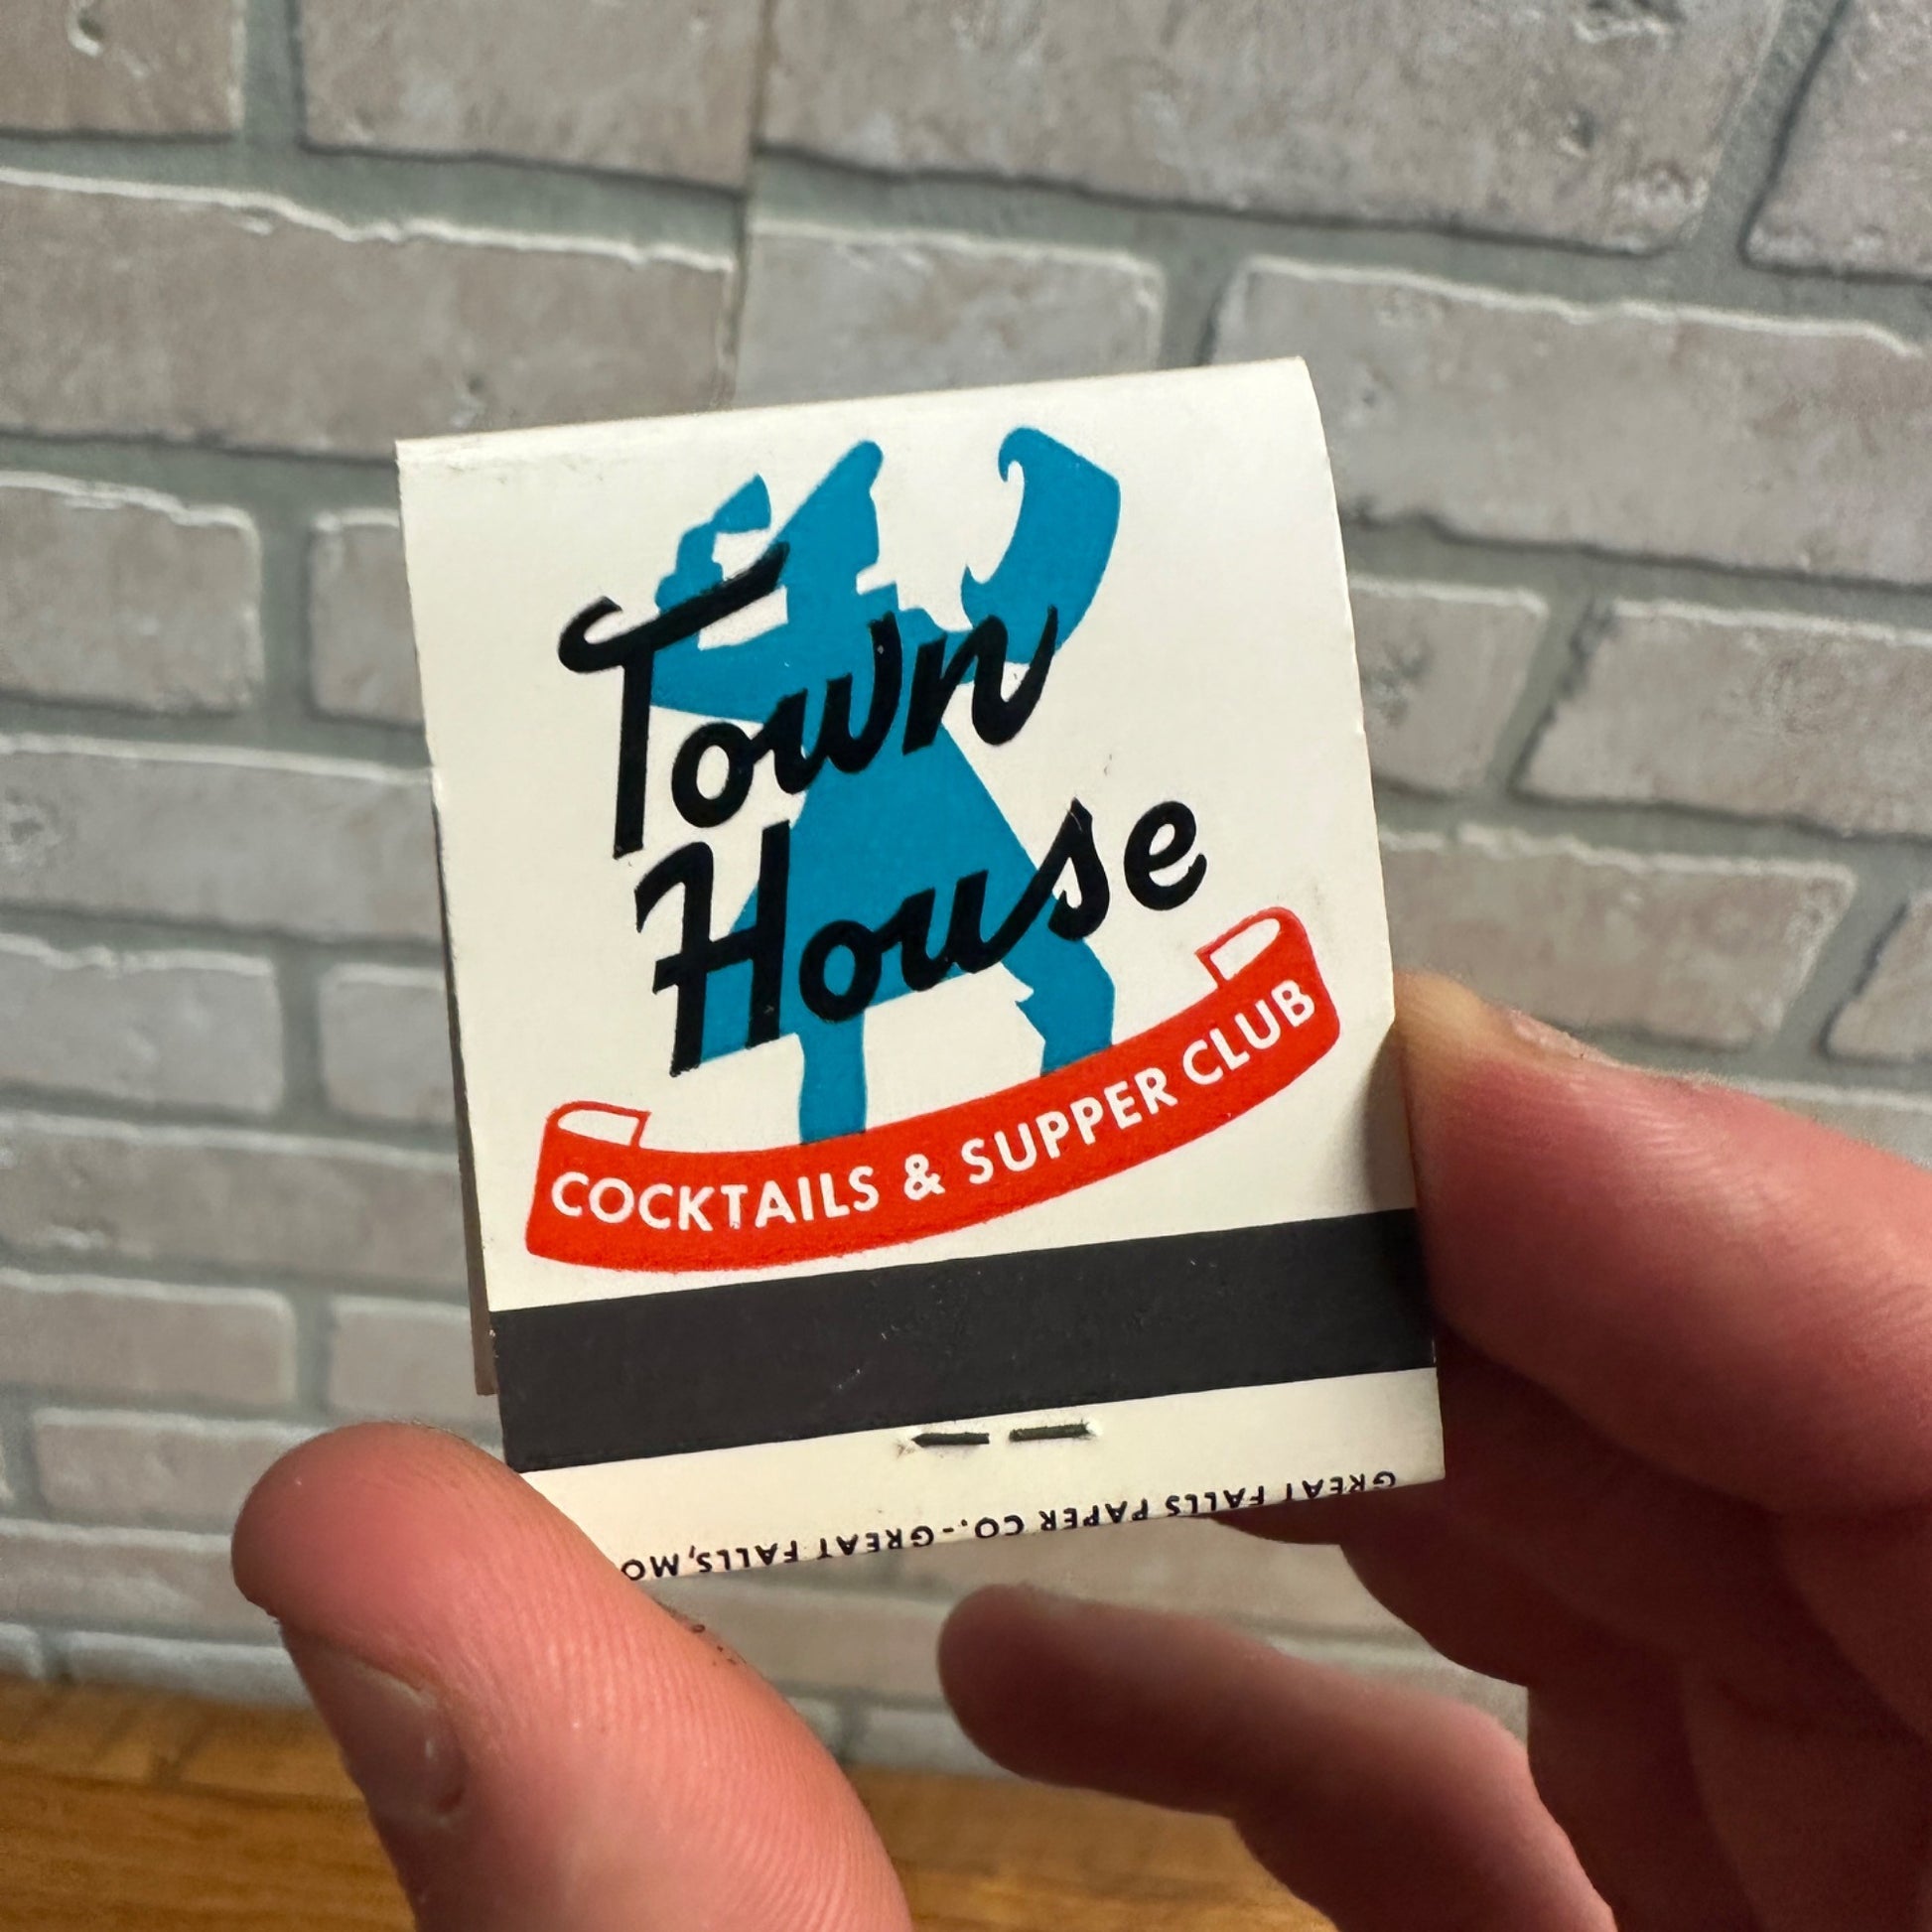 Town
House
COCKTAILS & SUPPER CLUB
GREAT FALLS PAPER CO.-GREAT FALLS, MO